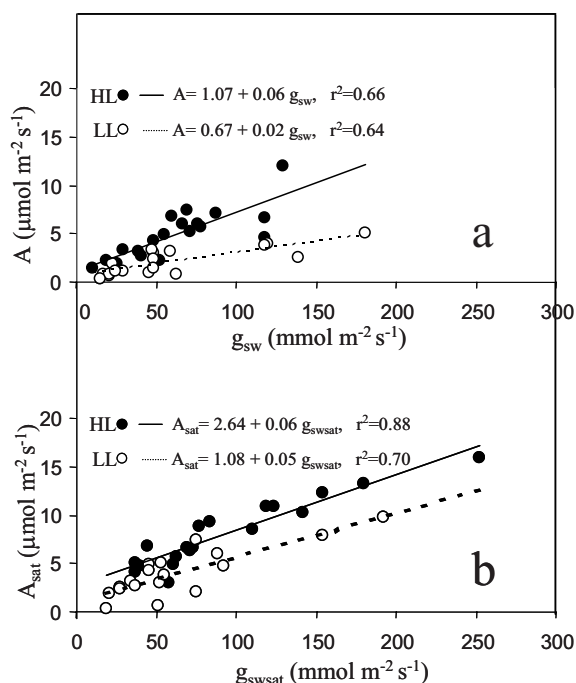 a
20
HL A= 1.07 + 0.06 gsw, r²=0.66
15
LL A= 0.67 + 0.02 gsw, r²=0.64
10
5
0
A (µmol m⁻² s⁻¹)
0 50 100 150 200 250 300
gsw (mmol m⁻² s⁻¹)
20
HL Asat= 2.64 + 0.06 gswsat, r²=0.88
LL Asat= 1.08 + 0.05 gswsat, r²=0.70
15
10
5
0
Asat (µmol m⁻² s⁻¹)
b
0 50 100 150 200 250 300
gswsat (mmol m⁻² s⁻¹)